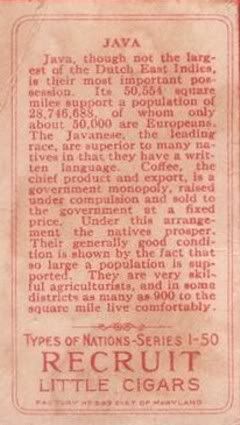 JAVA
Java, though not the larg-
est of the Dutch East Indies,
is their most important pos-
session. Its 50,554 square
miles support a population of
28,746,688, of whom only
about 50,000 are Europeans.
The Javanese, the leading
race, are superior to many na-
tives in that they have a writ-
ten language. Coffee, the
chief product and export, is a
government monopoly, raised
under compulsion and sold to
the government at a fixed
price. Under this arrange-
ment the natives prosper.
Their generally good condi-
tion is shown by the fact that
so large a population is sup-
ported. They are very skil-
ful agriculturists, and in some
districts as many as 900 to the
square mile live comfortably.
TYPES OF NATIONS-SERIES 1-50
RECRUIT
LITTLE CIGARS
FACTORY DIST OF MARYLAND